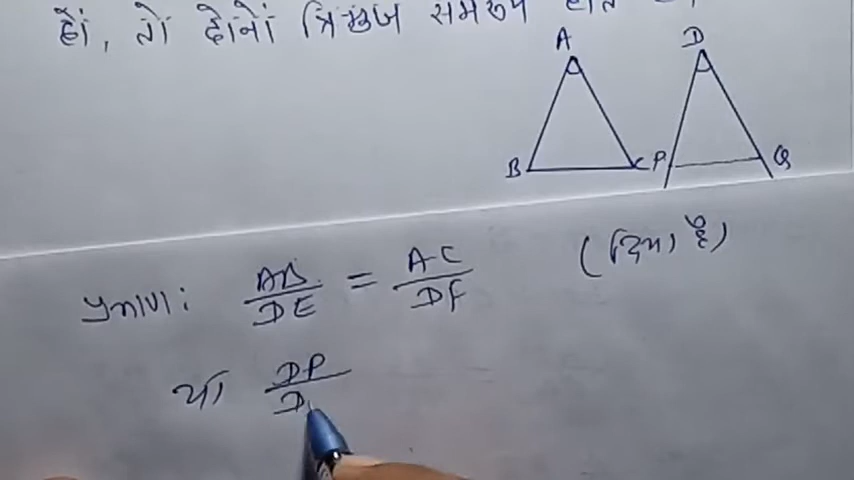 हों, तो दोनों त्रिभुज समरूप होते
A D
B C P Q
प्रमाण: AB/DE = AC/DF (दिया है)
या DP/D